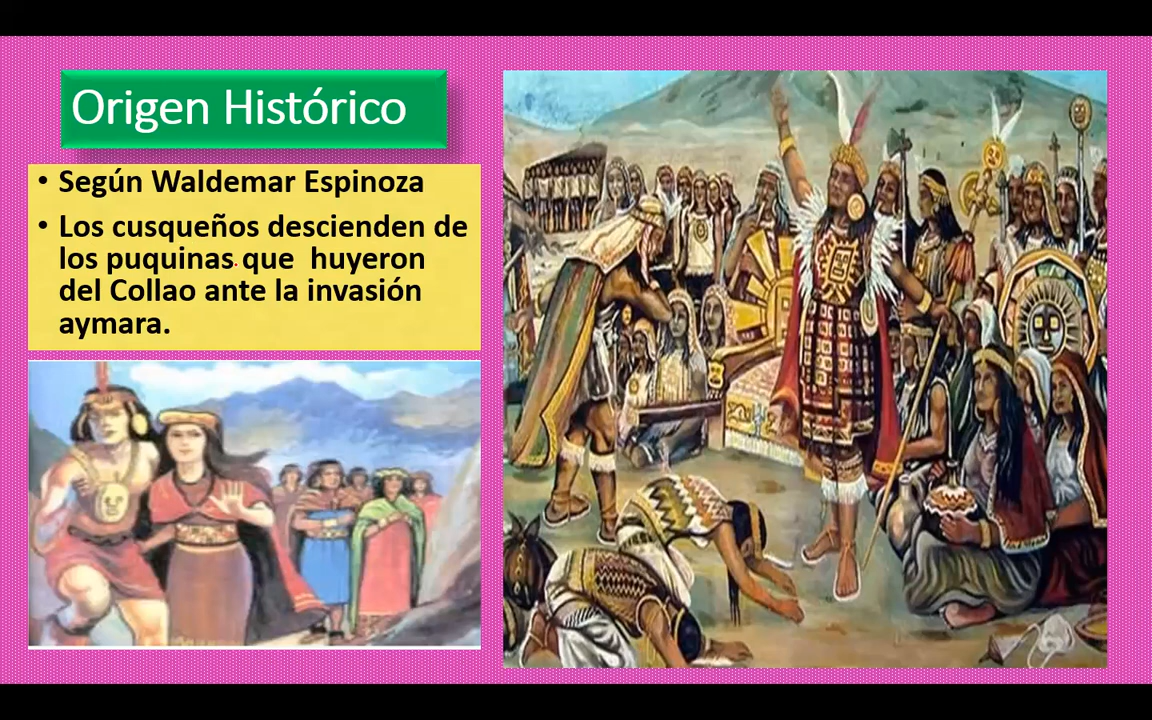 Origen Histórico
• Según Waldemar Espinoza
• Los cusqueños descienden de
los puquinas que huyeron
del Collao ante la invasión
aymara.